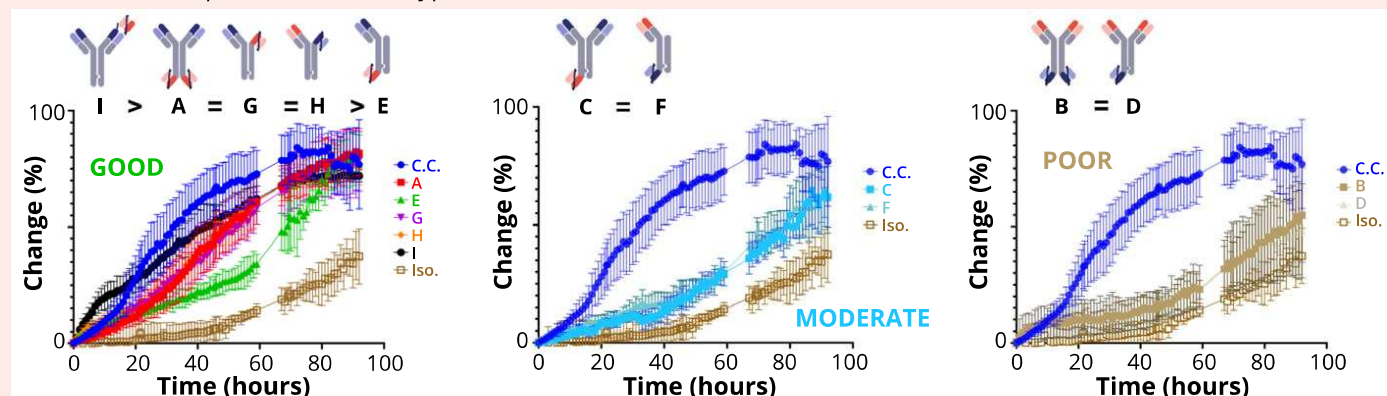 I > A = G = H > E
100
GOOD
C.C.
A
E
G
H
I
Iso.
Change (%)
0
0 20 40 60 80 100
Time (hours)
C = F
100
C.C.
C
F
Iso.
Change (%)
MODERATE
0
0 20 40 60 80 100
Time (hours)
B = D
100
POOR
C.C.
B
D
Iso.
Change (%)
0
0 20 40 60 80 100
Time (hours)